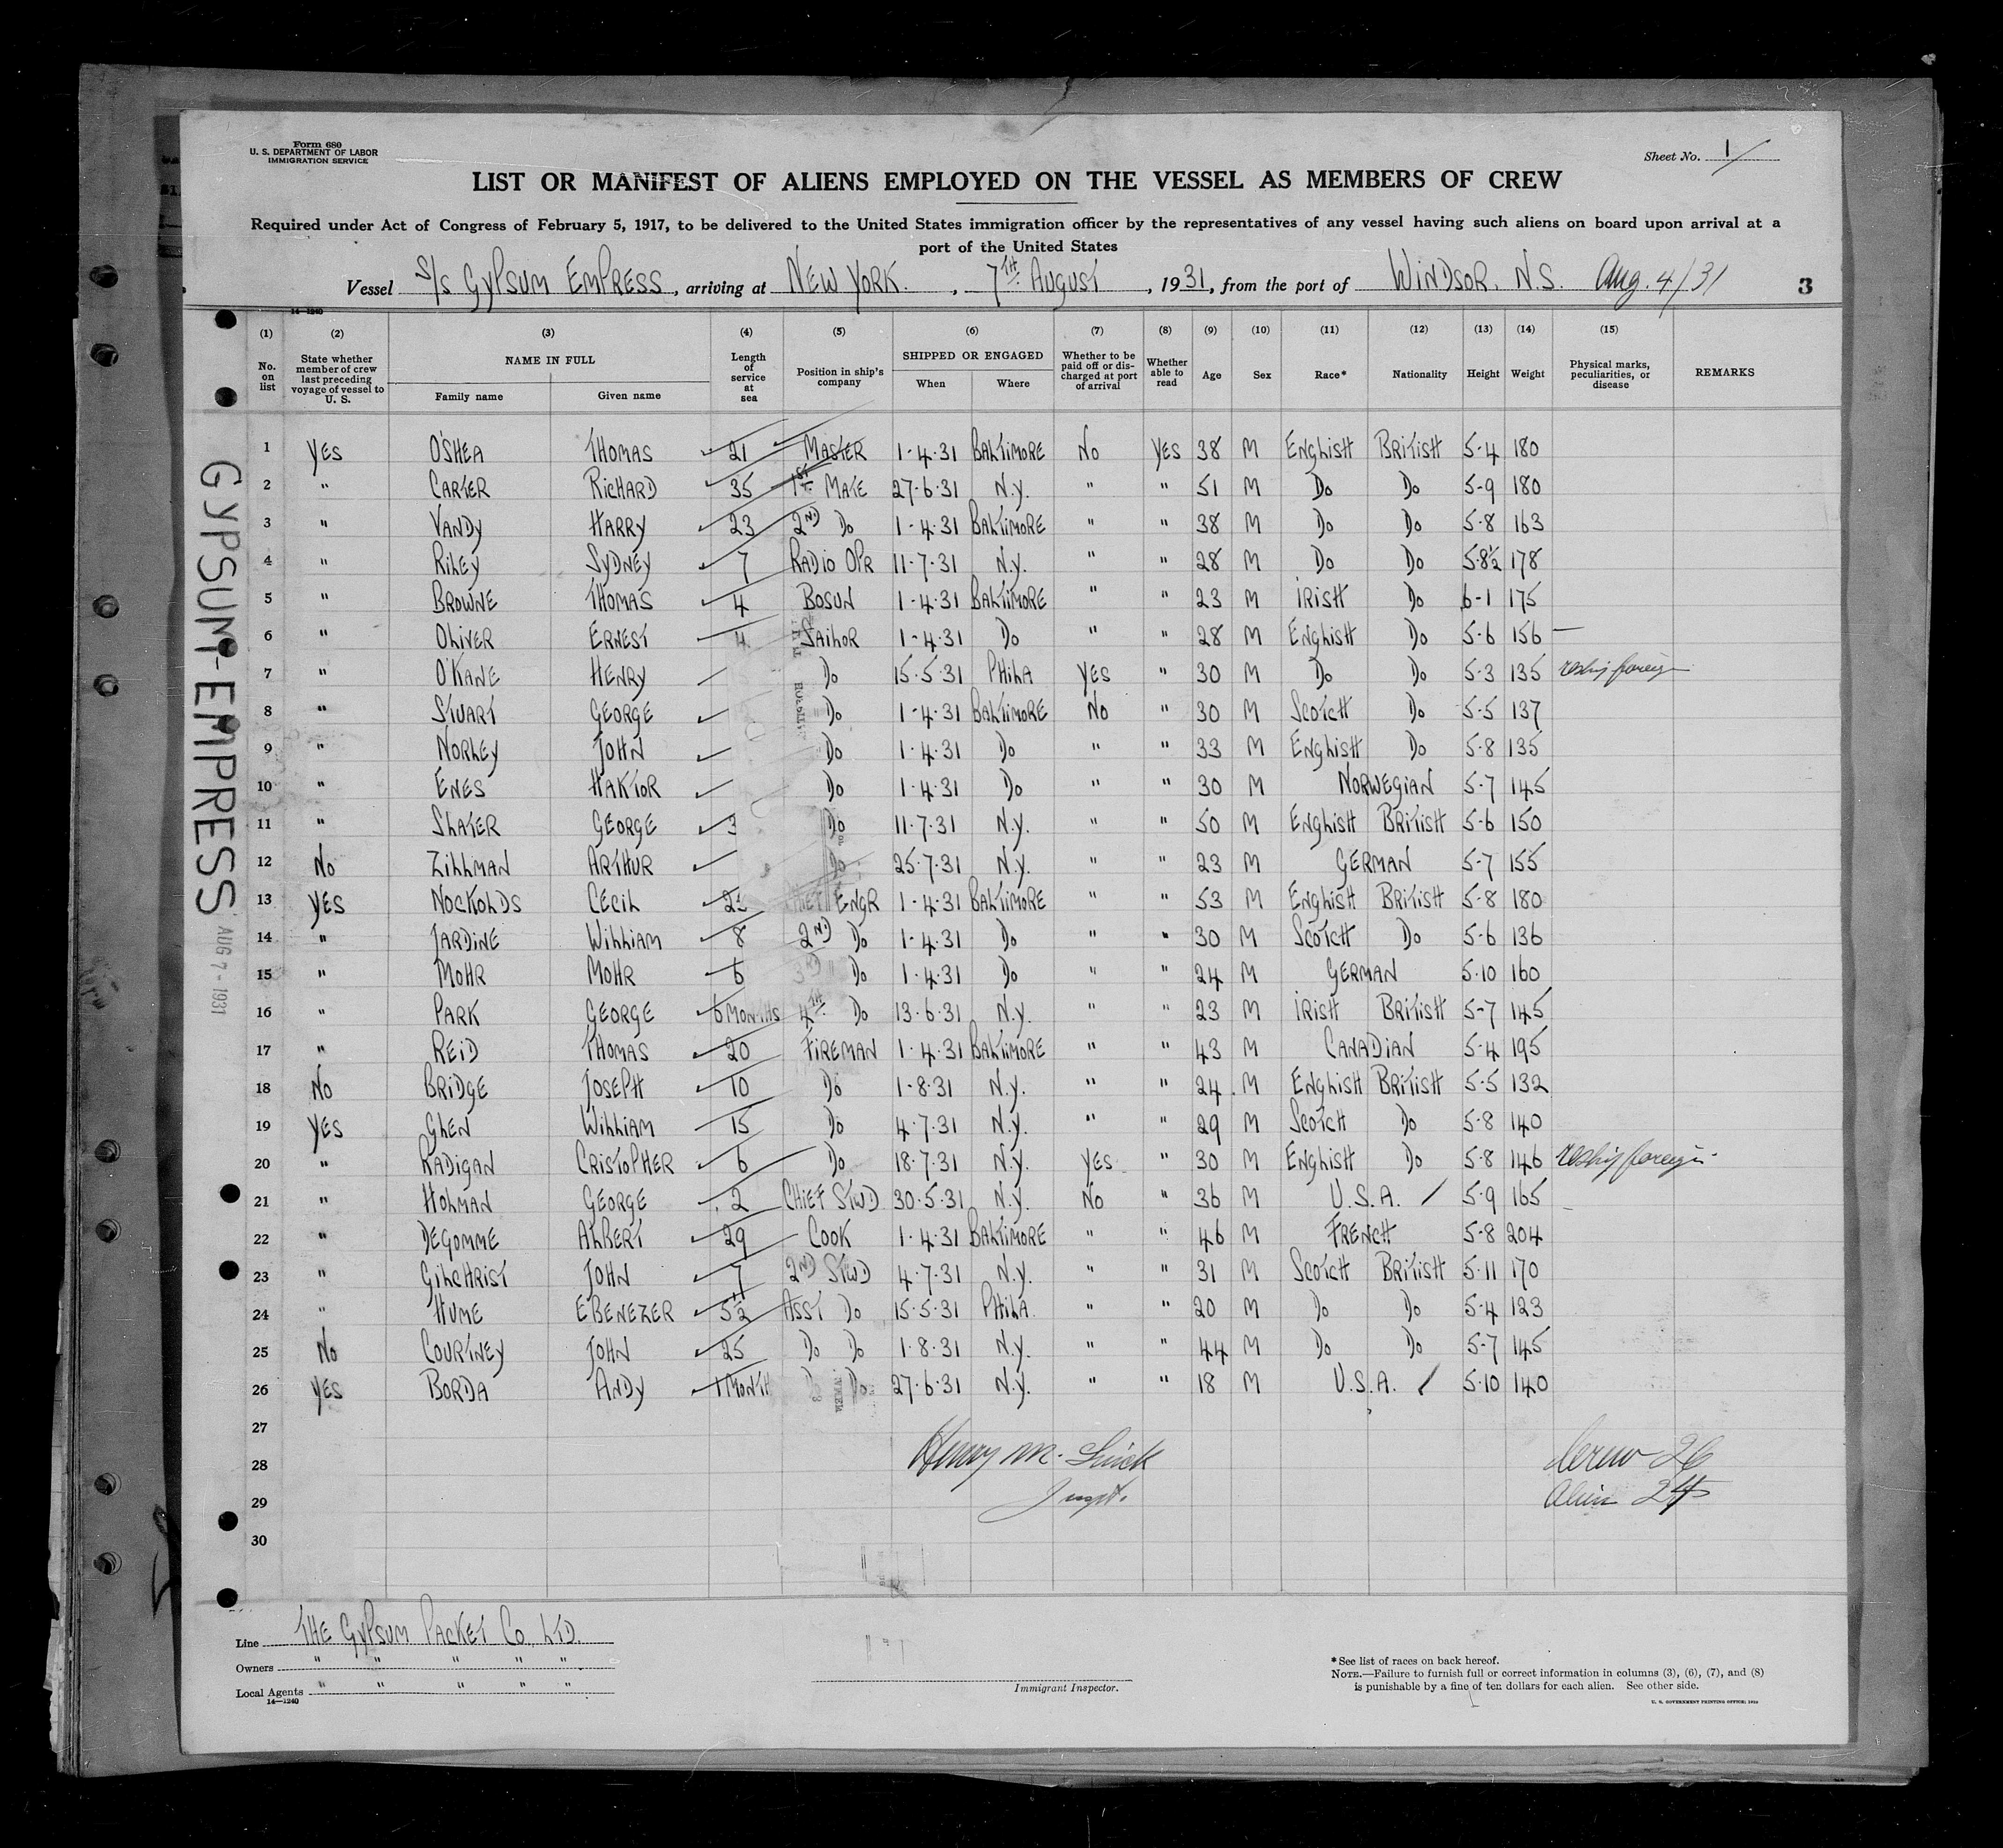 Form 680
U. S. DEPARTMENT OF LABOR
IMMIGRATION SERVICE
Sheet No. 1/
LIST OR MANIFEST OF ALIENS EMPLOYED ON THE VESSEL AS MEMBERS OF CREW
Required under Act of Congress of February 5, 1917, to be delivered to the United States immigration officer by the representatives of any vessel having such aliens on board upon arrival at a
port of the United States
Vessel S/S GYPSUM EMPRESS, arriving at NEW YORK., 7TH AUGUST, 1931, from the port of WINDSOR. N.S. Aug. 4/31 3
14-1240
(1) (2) (3) (4) (5) (6) (7) (8) (9) (10) (11) (12) (13) (14) (15)
No. on list
State whether member of crew last preceding voyage of vessel to U. S.
NAME IN FULL
Family name Given name
Length of service at sea
Position in ship's company
SHIPPED OR ENGAGED
When Where
Whether to be paid off or discharged at port of arrival
Whether able to read
Age Sex Race* Nationality Height Weight
Physical marks, peculiarities, or disease
REMARKS
1 YES O'SHEA THOMAS 21 MASTER 1-4-31 BALTIMORE NO YES 38 M ENGLISH BRITISH 5-4 180
2 " CARTER RICHARD 35 1ST MATE 27-6-31 N.Y. " " 51 M DO DO 5-9 180
3 " VANDY HARRY 23 2ND DO 1-4-31 BALTIMORE " " 38 M DO DO 5-8 163
4 " RILEY SYDNEY 7 RADIO OPR 11-7-31 N.Y. " " 28 M DO DO 5-8½ 178
5 " BROWNE THOMAS 4 BOSUN 1-4-31 BALTIMORE " " 23 M IRISH DO 6-1 175
6 " OLIVER ERNEST 4 SAILOR 1-4-31 DO " " 28 M ENGLISH DO 5-6 156 —
7 " O'KANE HENRY DO 15-5-31 PHILA YES " 30 M DO DO 5-3 135 reship foreign
8 " STUART GEORGE DO 1-4-31 BALTIMORE NO " 30 M SCOTCH DO 5-5 137
9 " NORLEY JOHN DO 1-4-31 DO " " 33 M ENGLISH DO 5-8 135
10 " ENES HAKTOR DO 1-4-31 DO " " 30 M NORWEGIAN 5-7 145
11 " SLATER GEORGE 3 DO 11-7-31 N.Y. " " 50 M ENGLISH BRITISH 5-6 150
12 NO ZILLMAN ARTHUR DO 25-7-31 N.Y. " " 23 M GERMAN 5-7 155
13 YES NOCKOLDS CECIL ENGR 1-4-31 BALTIMORE " " 53 M ENGLISH BRITISH 5-8 180
14 " JARDINE WILLIAM 8 2ND DO 1-4-31 DO " " 30 M SCOTCH DO 5-6 136
15 " MOHR MOHR 6 3RD DO 1-4-31 DO " " 24 M GERMAN 5-10 160
16 " PARK GEORGE 6 MONTHS 4TH DO 13-6-31 N.Y. " " 23 M IRISH BRITISH 5-7 145
17 " REID THOMAS 20 FIREMAN 1-4-31 BALTIMORE " " 43 M CANADIAN 5-4 195
18 NO BRIDGE JOSEPH 10 DO 1-8-31 N.Y. " " 24 M ENGLISH BRITISH 5-5 132
19 YES GLEN WILLIAM 15 DO 4-7-31 N.Y. " " 29 M SCOTCH DO 5-8 140
20 " RADIGAN CRISTOPHER 6 DO 18-7-31 N.Y. YES " 30 M ENGLISH DO 5-8 146 reship foreign
21 " HOLMAN GEORGE 2 CHIEF STWD 30-5-31 N.Y. NO " 36 M U.S.A. 5-9 165
22 " DEGOMME ALBERT 29 COOK 1-4-31 BALTIMORE " " 46 M FRENCH 5-8 204
23 " GILCHRIST JOHN 7 2ND STWD 4-7-31 N.Y. " " 31 M SCOTCH BRITISH 5-11 170
24 " HUME EBENEZER 5½ ASST DO 15-5-31 PHILA. " " 20 M DO DO 5-4 123
25 NO COURTNEY JOHN 25 DO DO 1-8-31 N.Y. " " 44 M DO DO 5-7 145
26 YES BORDA ANDY 1 MONTH DO DO 27-6-31 N.Y. " " 18 M U.S.A. 5-10 140
27
28
29
30
Henry M.
Inspt.
Crew 26
Alien 24
GYPSUM-EMPRESS AUG 7-1931
Line THE GYPSUM PACKET CO. LTD.
Owners " " " " "
Local Agents " " " " "
14-1240
Immigrant Inspector.
*See list of races on back hereof.
NOTE.—Failure to furnish full or correct information in columns (3), (6), (7), and (8)
is punishable by a fine of ten dollars for each alien. See other side.
U. S. GOVERNMENT PRINTING OFFICE: